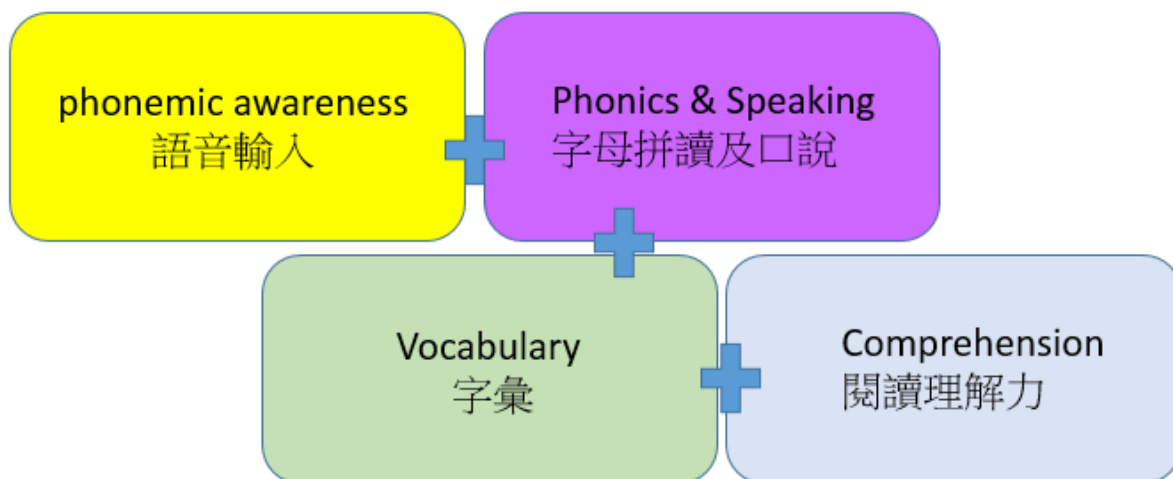 phonemic awareness
語音輸入
Phonics & Speaking
字母拼讀及口說
Vocabulary
字彙
Comprehension
閱讀理解力